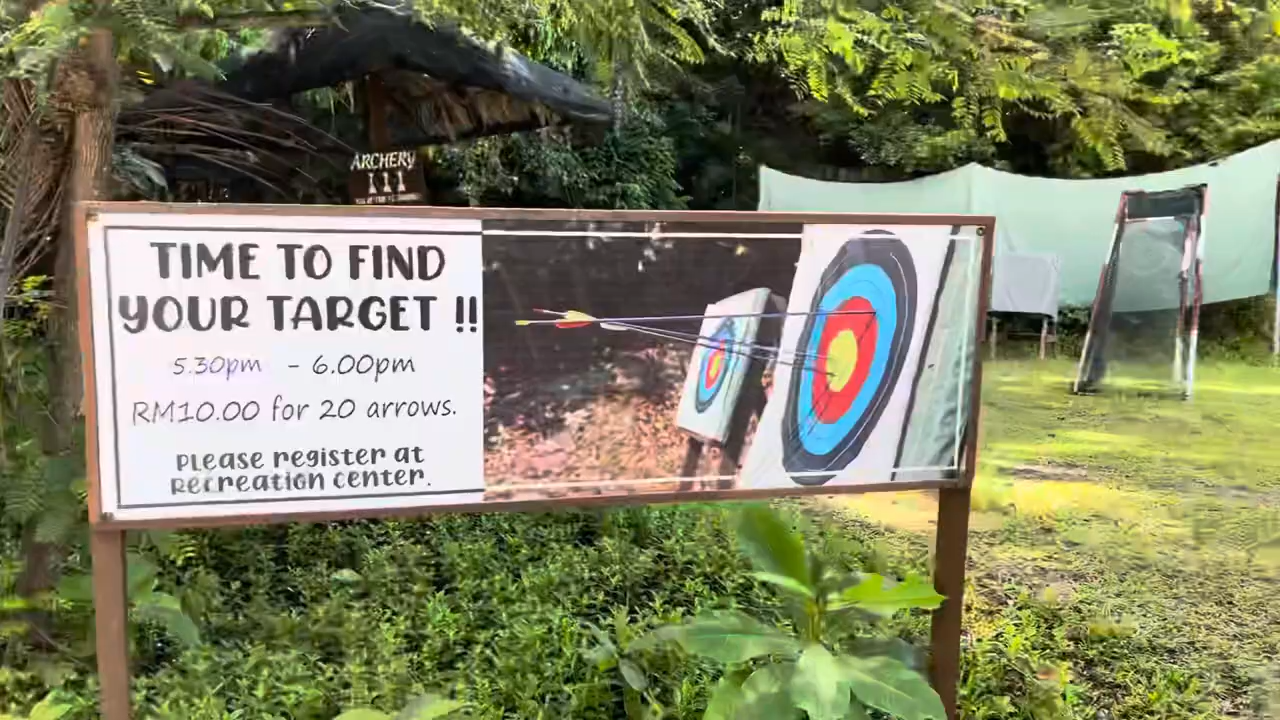 ARCHERY
TIME TO FIND
YOUR TARGET !!
5.30pm - 6.00pm
RM10.00 for 20 arrows.
Please register at
Recreation center.